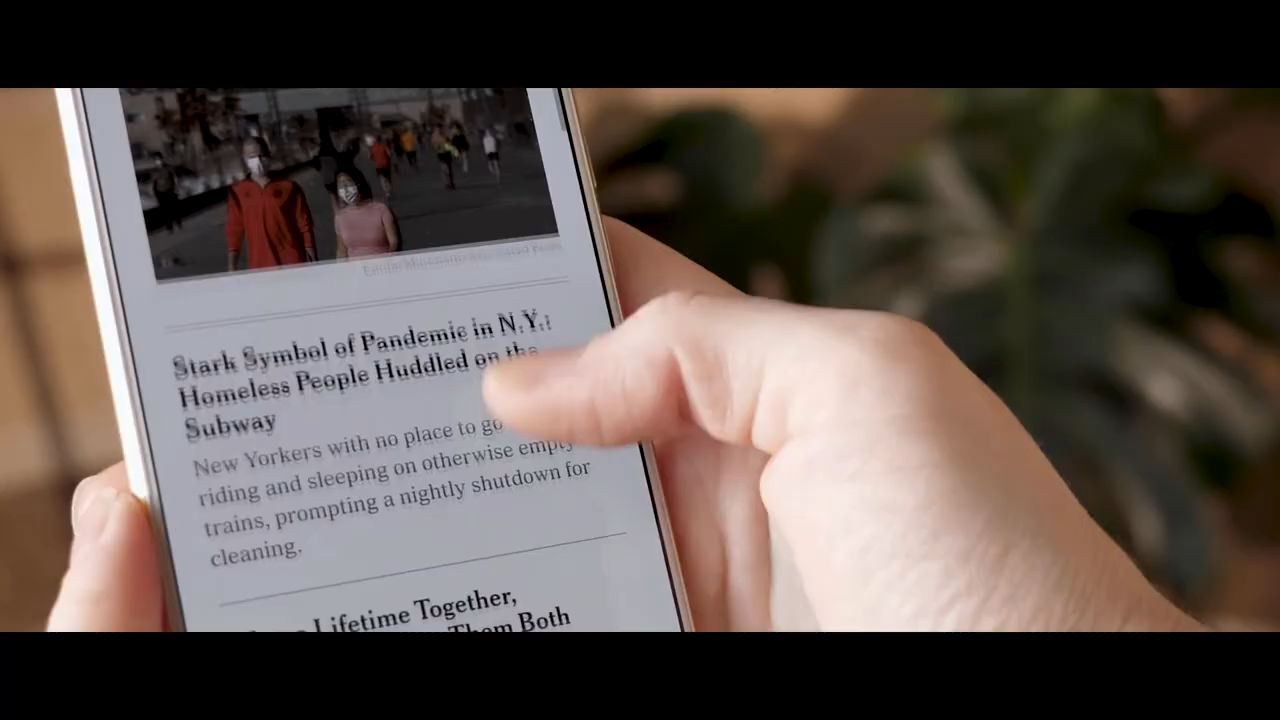 Stark Symbol of Pandemic in N.Y.:
Homeless People Huddled on the
Subway
New Yorkers with no place to go
riding and sleeping on otherwise empty
trains, prompting a nightly shutdown for
cleaning.
Lifetime Together,
Them Both